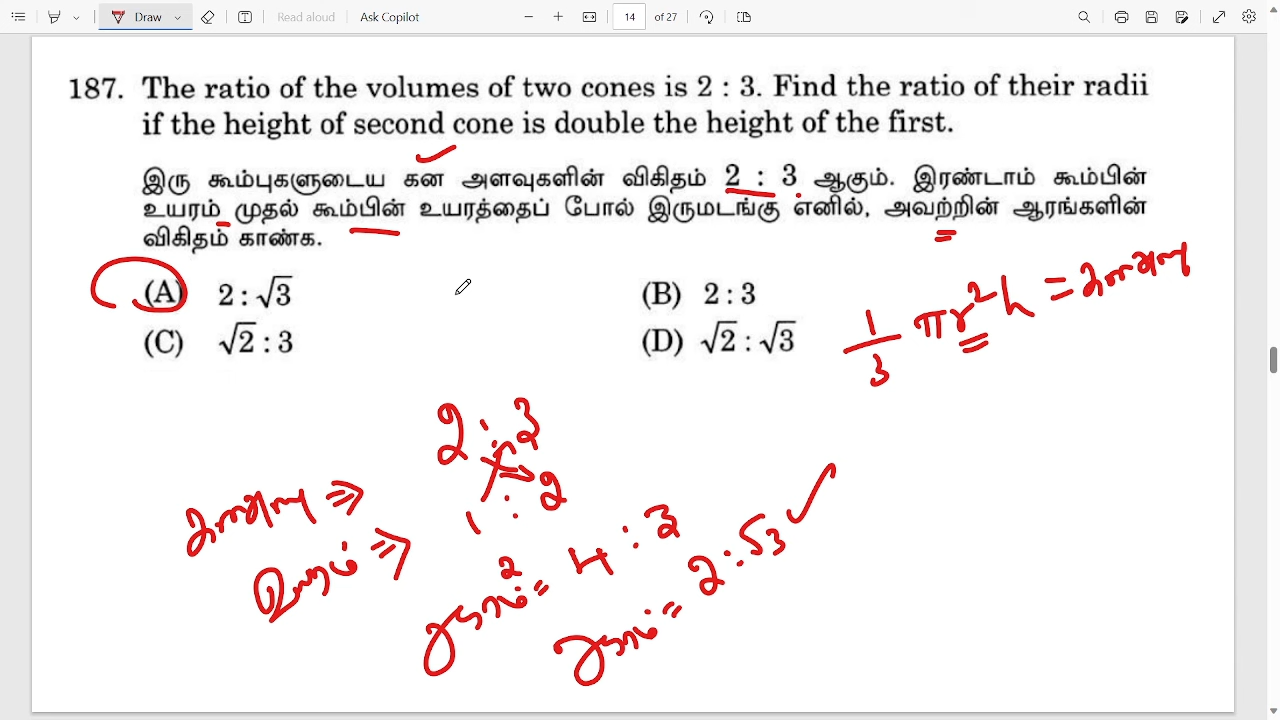 Draw
Read aloud
Ask Copilot
14 of 27
187. The ratio of the volumes of two cones is 2 : 3. Find the ratio of their radii
if the height of second cone is double the height of the first.
இரு கூம்புகளுடைய கன அளவுகளின் விகிதம் 2 : 3 ஆகும். இரண்டாம் கூம்பின்
உயரம் முதல் கூம்பின் உயரத்தைப் போல் இருமடங்கு எனில், அவற்றின் ஆரங்களின்
விகிதம் காண்க.
(A) 2 : √3
(B) 2 : 3
(C) √2 : 3
(D) √2 : √3
1/3 πr²h = கனஅளவு
2 : 3
கனஅளவு ⇒
1 : 2
உயரம் ⇒
ஆரம்² = 4 : 3
ஆரம் = 2 : √3